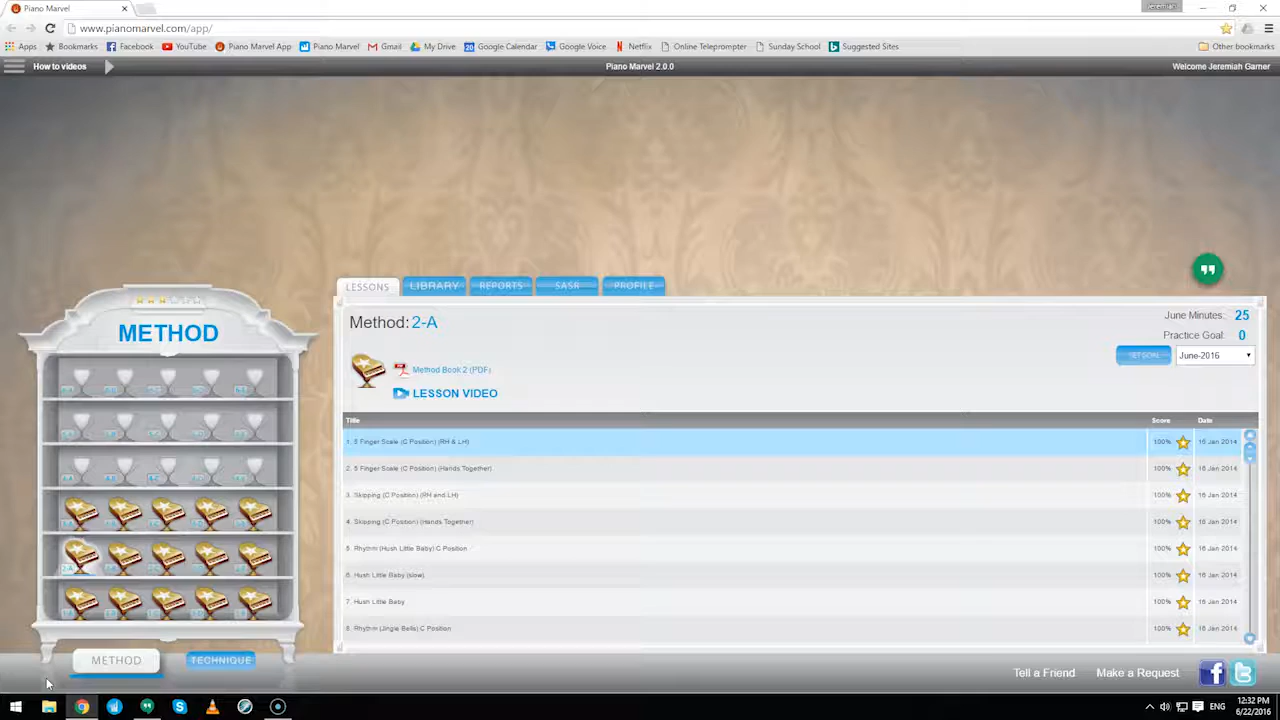 Piano Marvel
Jeremiah
www.pianomarvel.com/app/
Apps Bookmarks Facebook YouTube Piano Marvel App Piano Marvel Gmail My Drive 20 Google Calendar Google Voice Netflix Online Teleprompter Sunday School Suggested Sites Other bookmarks
How to videos Piano Marvel 2.0.0 Welcome Jeremiah Garner
LESSONS LIBRARY REPORTS SASR PROFILE
METHOD
Method: 2-A
June Minutes: 25
Practice Goal: 0
SET GOAL June-2016
Method Book 2 (PDF)
LESSON VIDEO
Title Score Date
1. 5 Finger Scale (C Position) (RH & LH) 100% 16 Jan 2014
2. 5 Finger Scale (C Position) (Hands Together) 100% 16 Jan 2014
3. Skipping (C Position) (RH and LH) 100% 16 Jan 2014
4. Skipping (C Position) (Hands Together) 100% 16 Jan 2014
5. Rhythm (Hush Little Baby) C Position 100% 16 Jan 2014
6. Hush Little Baby (slow) 100% 16 Jan 2014
7. Hush Little Baby 100% 16 Jan 2014
8. Rhythm (Jingle Bells) C Position 100% 16 Jan 2014
2-A
METHOD TECHNIQUE
Tell a Friend Make a Request
ENG
12:32 PM
6/22/2016